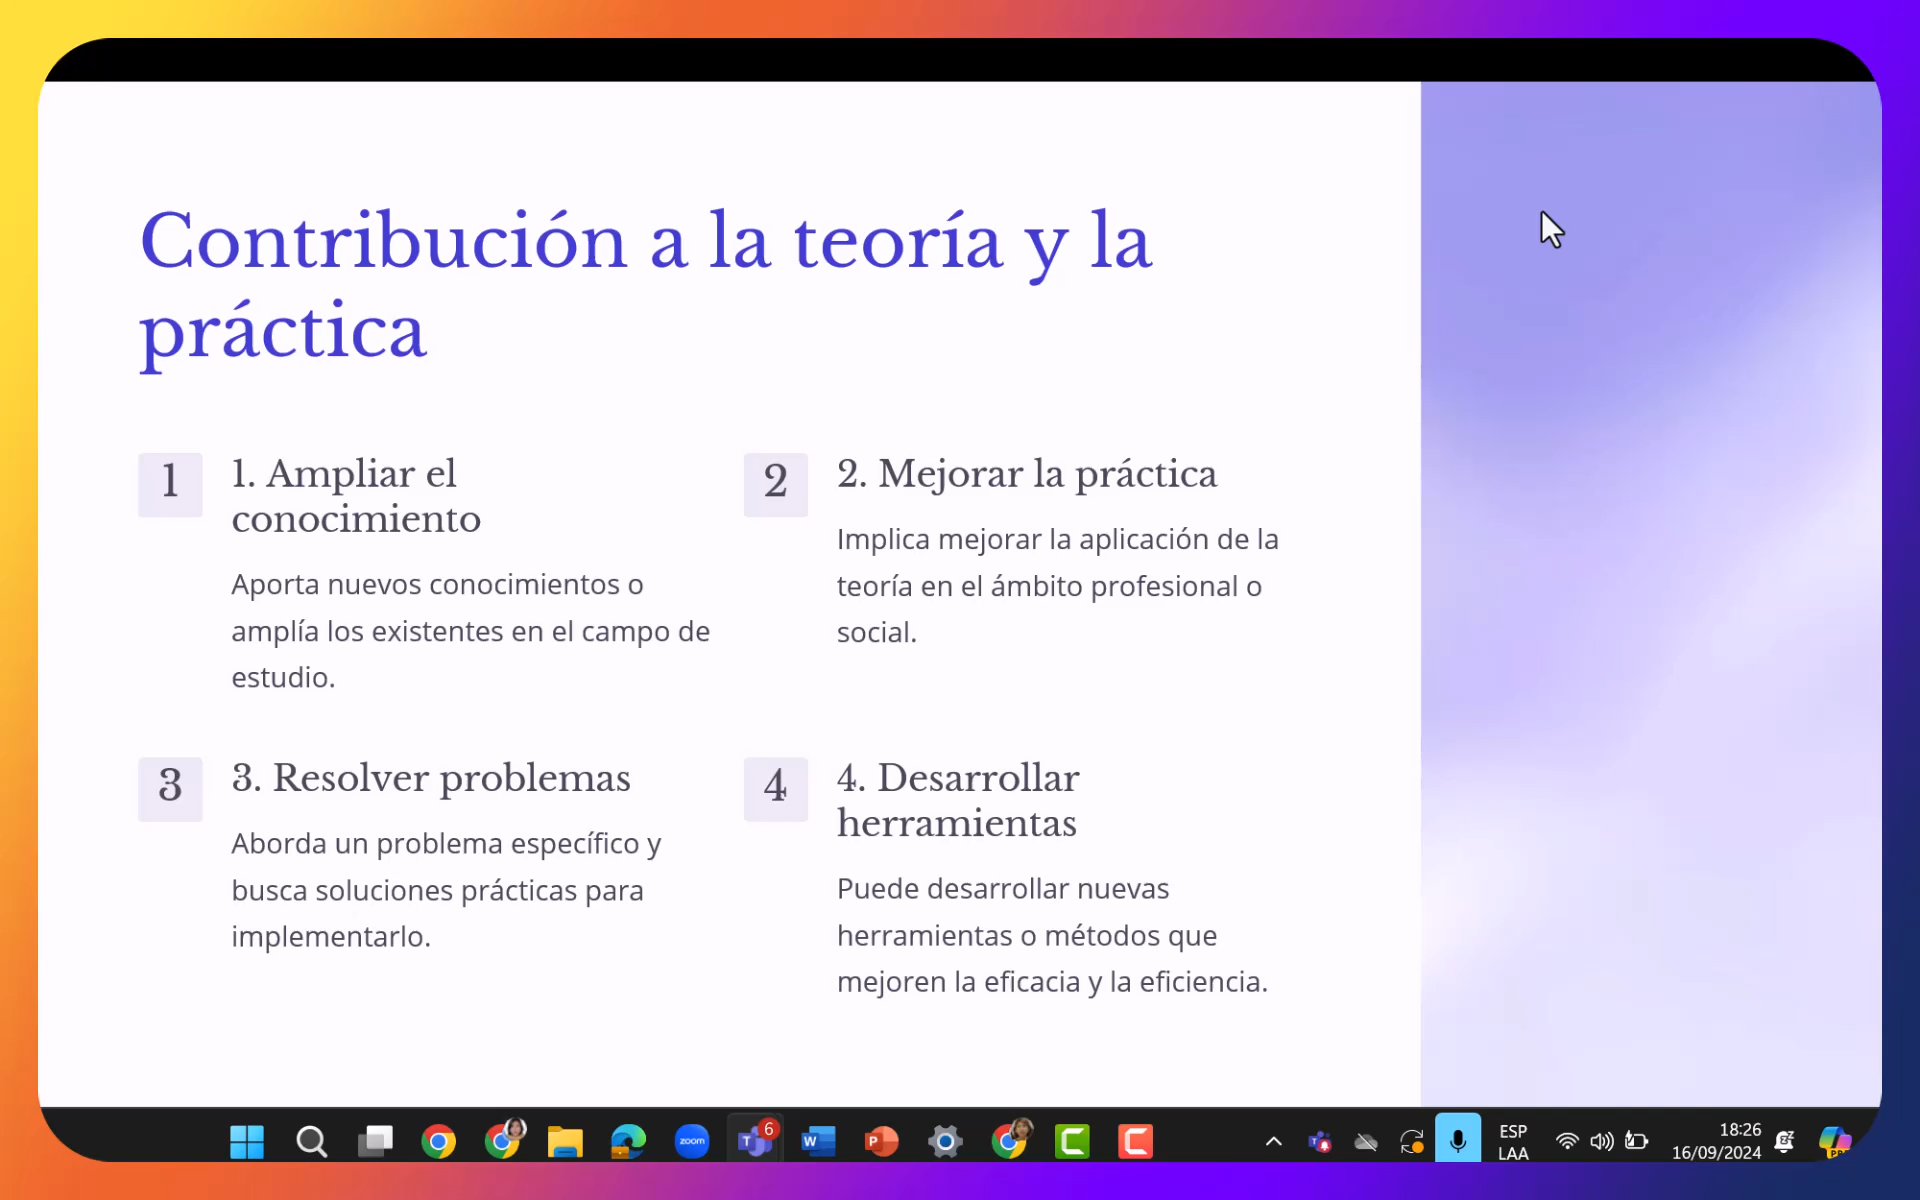 Contribución a la teoría y la
práctica
1
1. Ampliar el
conocimiento
Aporta nuevos conocimientos o
amplía los existentes en el campo de
estudio.
2
2. Mejorar la práctica
Implica mejorar la aplicación de la
teoría en el ámbito profesional o
social.
3
3. Resolver problemas
Aborda un problema específico y
busca soluciones prácticas para
implementarlo.
4
4. Desarrollar
herramientas
Puede desarrollar nuevas
herramientas o métodos que
mejoren la eficacia y la eficiencia.
zoom
T
6
W
P
ESP
LAA
18:26
16/09/2024